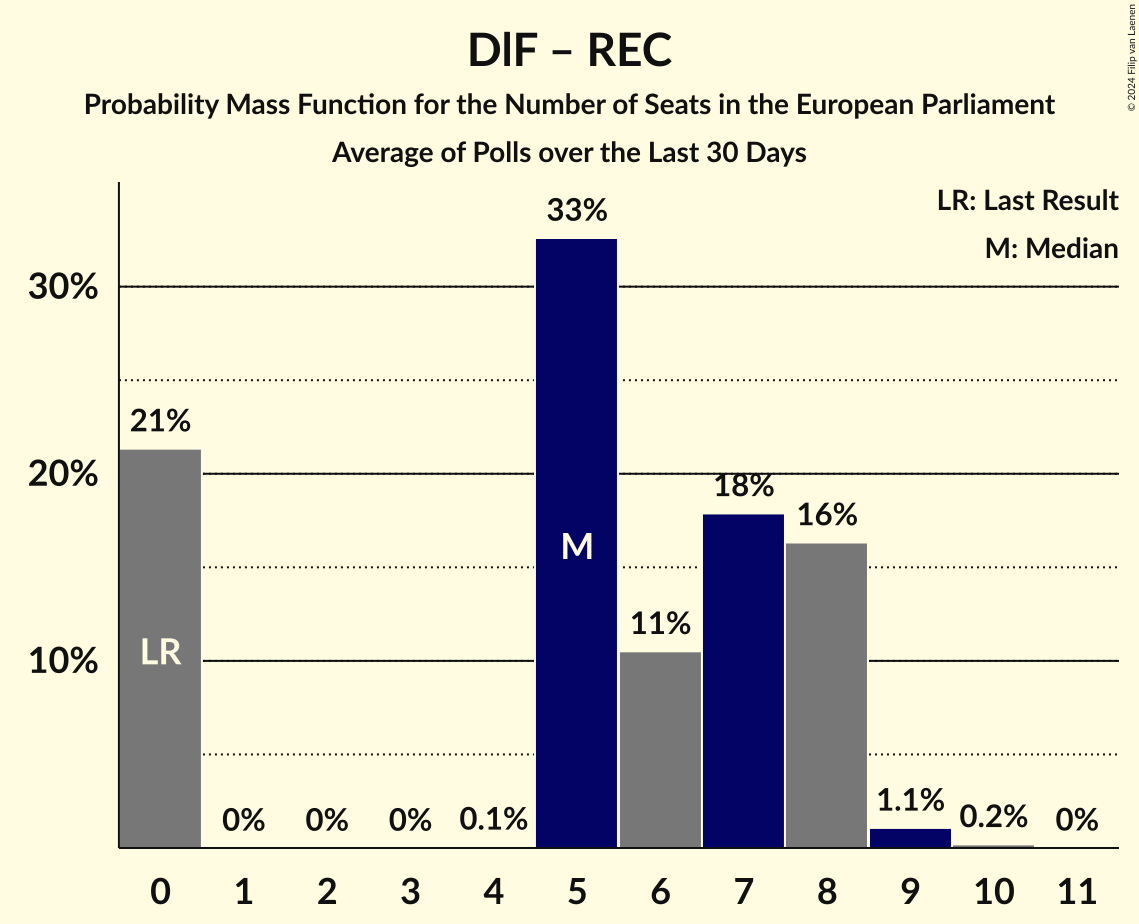 DIF – REC
Probability Mass Function for the Number of Seats in the European Parliament
Average of Polls over the Last 30 Days
© 2024 Filip van Laenen
LR: Last Result
M: Median
30%
20%
10%
21%
0%
0%
0%
0.1%
33%
11%
18%
16%
1.1%
0.2%
0%
LR
M
0 1 2 3 4 5 6 7 8 9 10 11